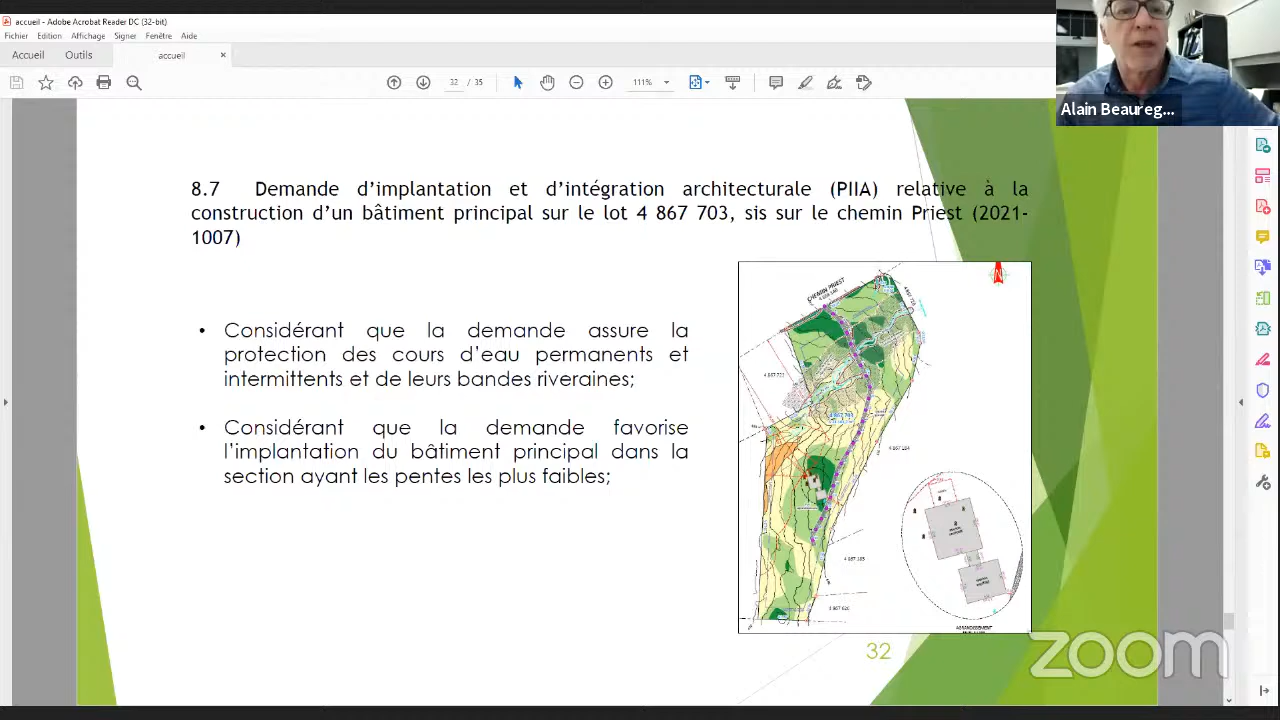 accueil - Adobe Acrobat Reader DC (32-bit)
Fichier Edition Affichage Signer Fenêtre Aide
Accueil Outils accueil ×
32 / 35 111%
Alain Beaureg...
8.7 Demande d’implantation et d’intégration architecturale (PIIA) relative à la
construction d’un bâtiment principal sur le lot 4 867 703, sis sur le chemin Priest (2021-
1007)
• Considérant que la demande assure la
protection des cours d’eau permanents et
intermittents et de leurs bandes riveraines;
• Considérant que la demande favorise
l’implantation du bâtiment principal dans la
section ayant les pentes les plus faibles;
N
CHEMIN PRIEST
32
zoom